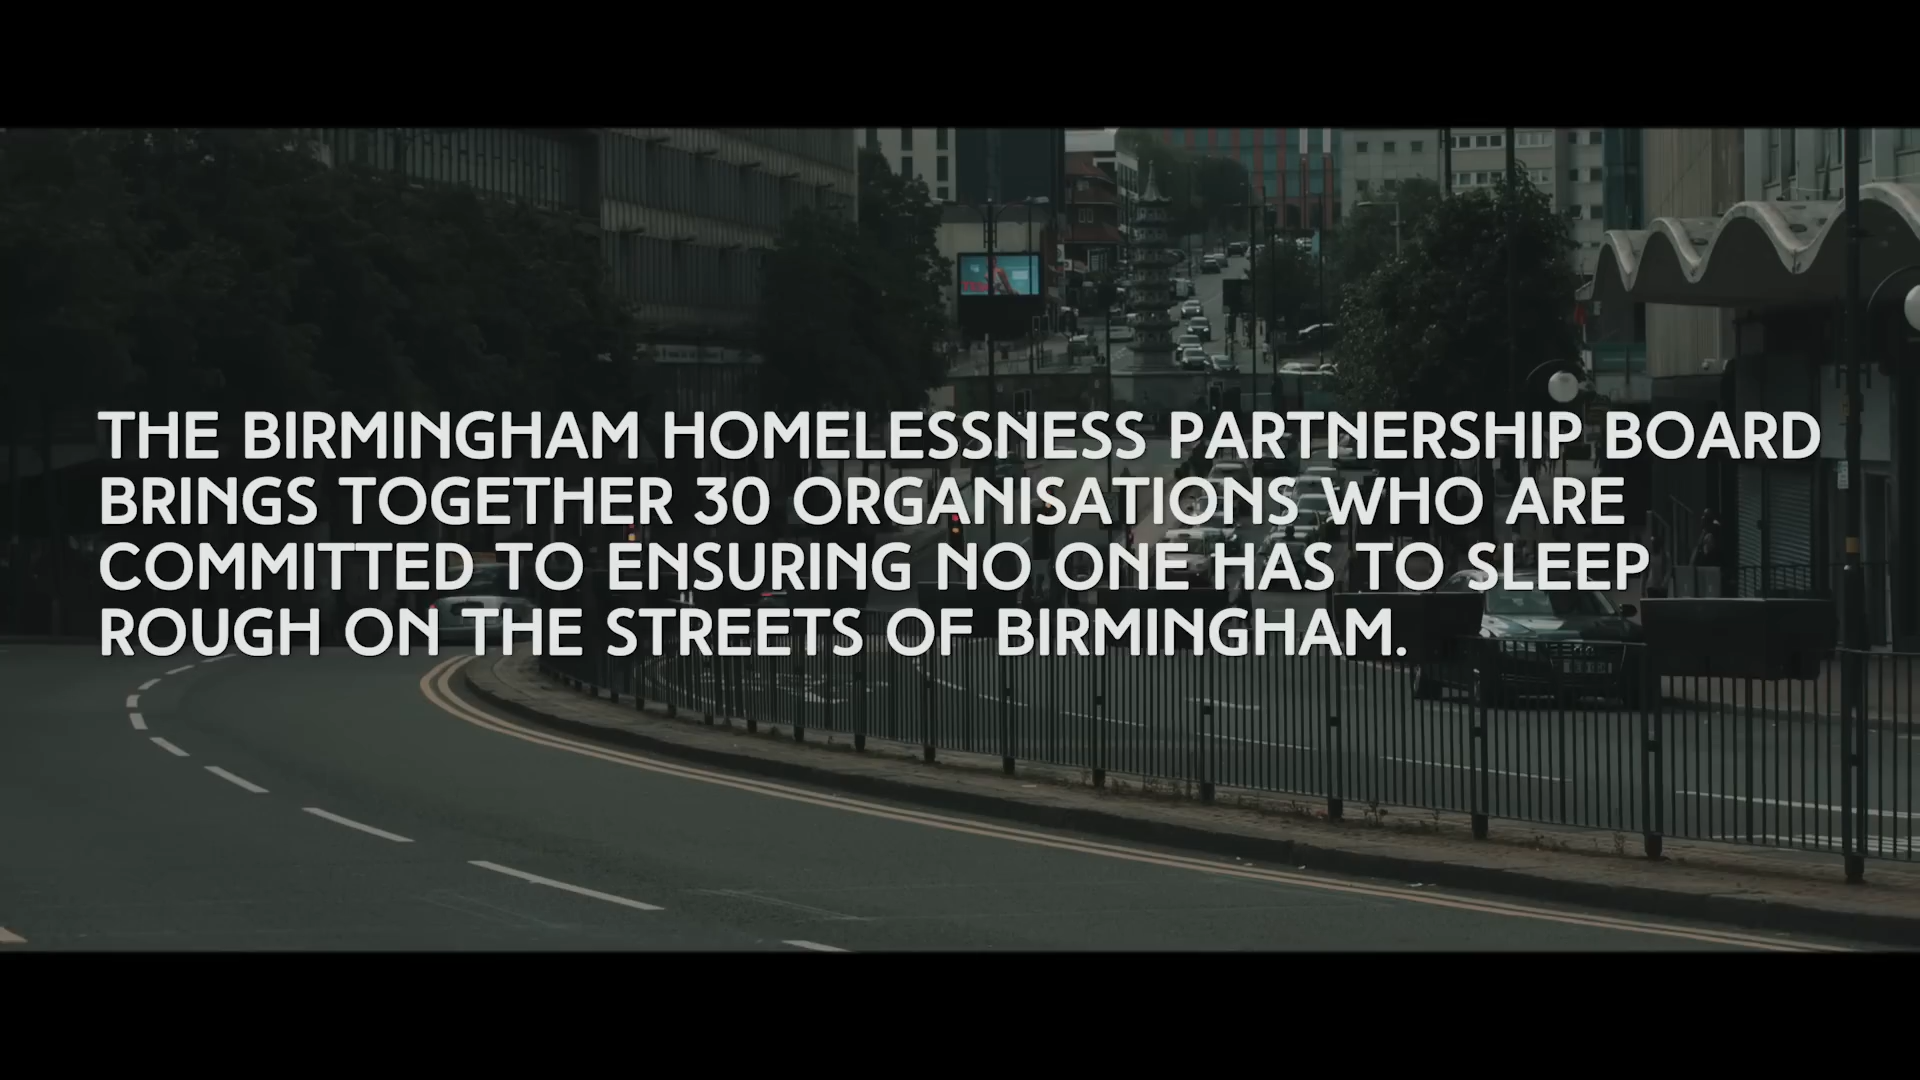 THE BIRMINGHAM HOMELESSNESS PARTNERSHIP BOARD
BRINGS TOGETHER 30 ORGANISATIONS WHO ARE
COMMITTED TO ENSURING NO ONE HAS TO SLEEP
ROUGH ON THE STREETS OF BIRMINGHAM.